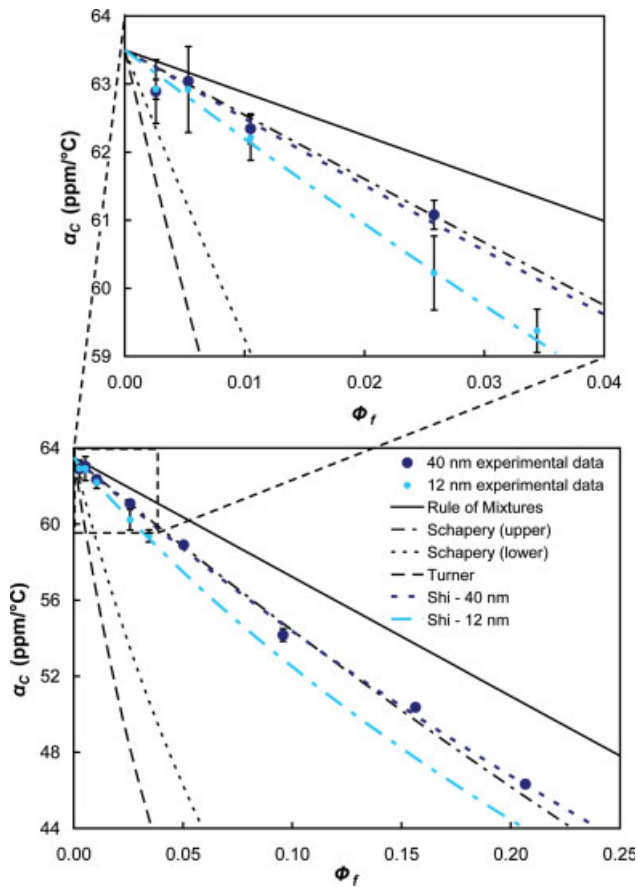 64
63
62
61
60
59
α_C (ppm/°C)
0.00 0.01 0.02 0.03 0.04
Φ_f
64
60
56
52
48
44
α_C (ppm/°C)
40 nm experimental data
12 nm experimental data
Rule of Mixtures
Schapery (upper)
Schapery (lower)
Turner
Shi - 40 nm
Shi - 12 nm
0.00 0.05 0.10 0.15 0.20 0.25
Φ_f